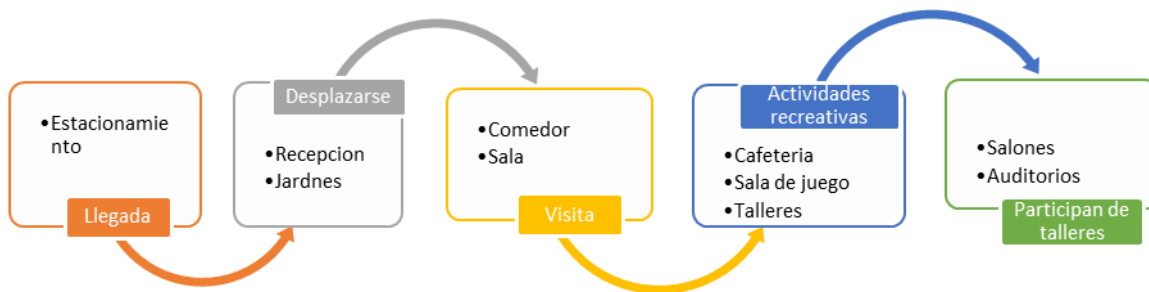 •Estacionamie
nto
Llegada
Desplazarse
•Recepcion
•Jardnes
•Comedor
•Sala
Visita
Actividades
recreativas
•Cafeteria
•Sala de juego
•Talleres
•Salones
•Auditorios
Participan de
talleres